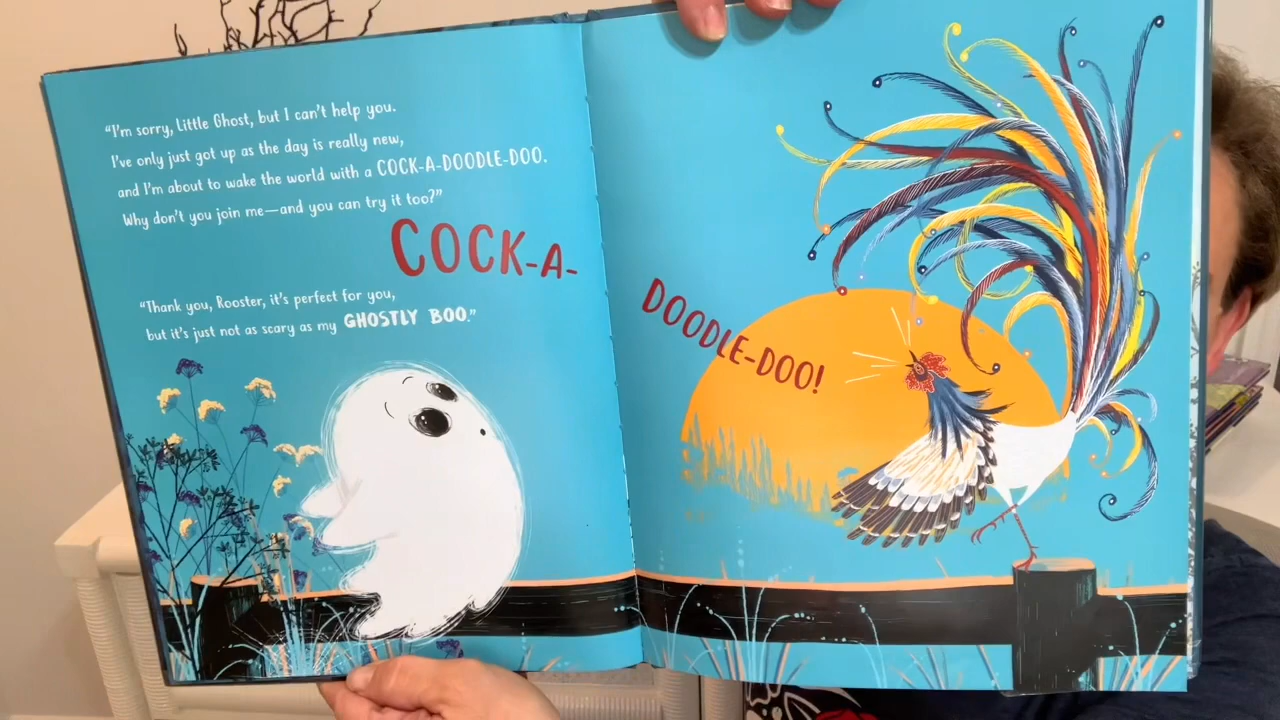 “I’m sorry, Little Ghost, but I can’t help you.
I’ve only just got up as the day is really new,
and I’m about to wake the world with a COCK-A-DOODLE-DOO.
Why don’t you join me—and you can try it too?”
COCK-A-
DOODLE-DOO!
“Thank you, Rooster, it’s perfect for you,
but it’s just not as scary as my GHOSTLY BOO.”